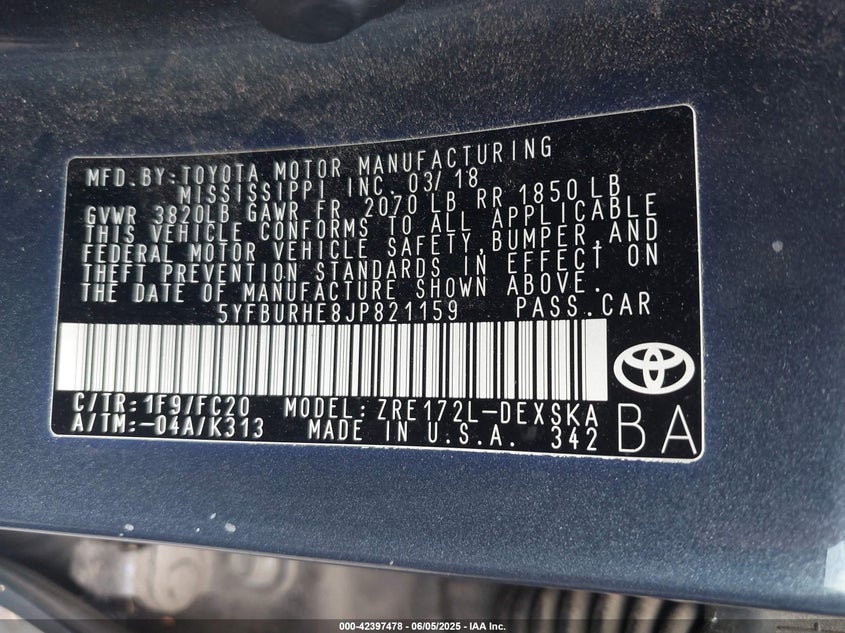 MFD.BY:TOYOTA MOTOR MANUFACTURING
MISSISSIPPI INC. 03/18
GVWR 3820LB GAWR FR 2070 LB RR 1850LB
THIS VEHICLE CONFORMS TO ALL APPLICABLE
FEDERAL MOTOR VEHICLE SAFETY,BUMPER,AND
THEFT PREVENTION STANDARDS IN EFFECT ON
THE DATE OF MANUFACTURE SHOWN ABOVE.
5YFBURHE8JP821159 PASS.CAR
C/TR:1F9/FC20 MODEL:ZRE172L-DEXSKA
A/TM:-04A/K313 MADE IN U.S.A. 342
BA
000-42397478 - 06/05/2025 - IAA Inc.